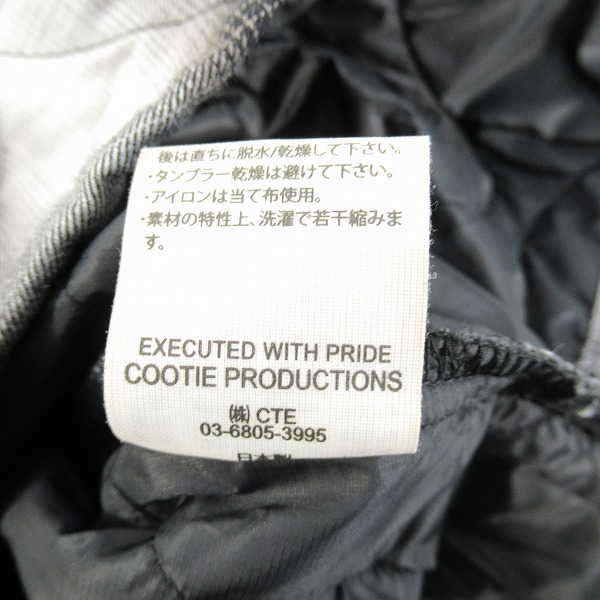 後は直ちに脱水/乾燥して下さい。
・タンブラー乾燥は避けて下さい。
・アイロンは当て布使用。
・素材の特性上、洗濯で若干縮みま
す。
EXECUTED WITH PRIDE
COOTIE PRODUCTIONS
㈱ CTE
03-6805-3995
日本製